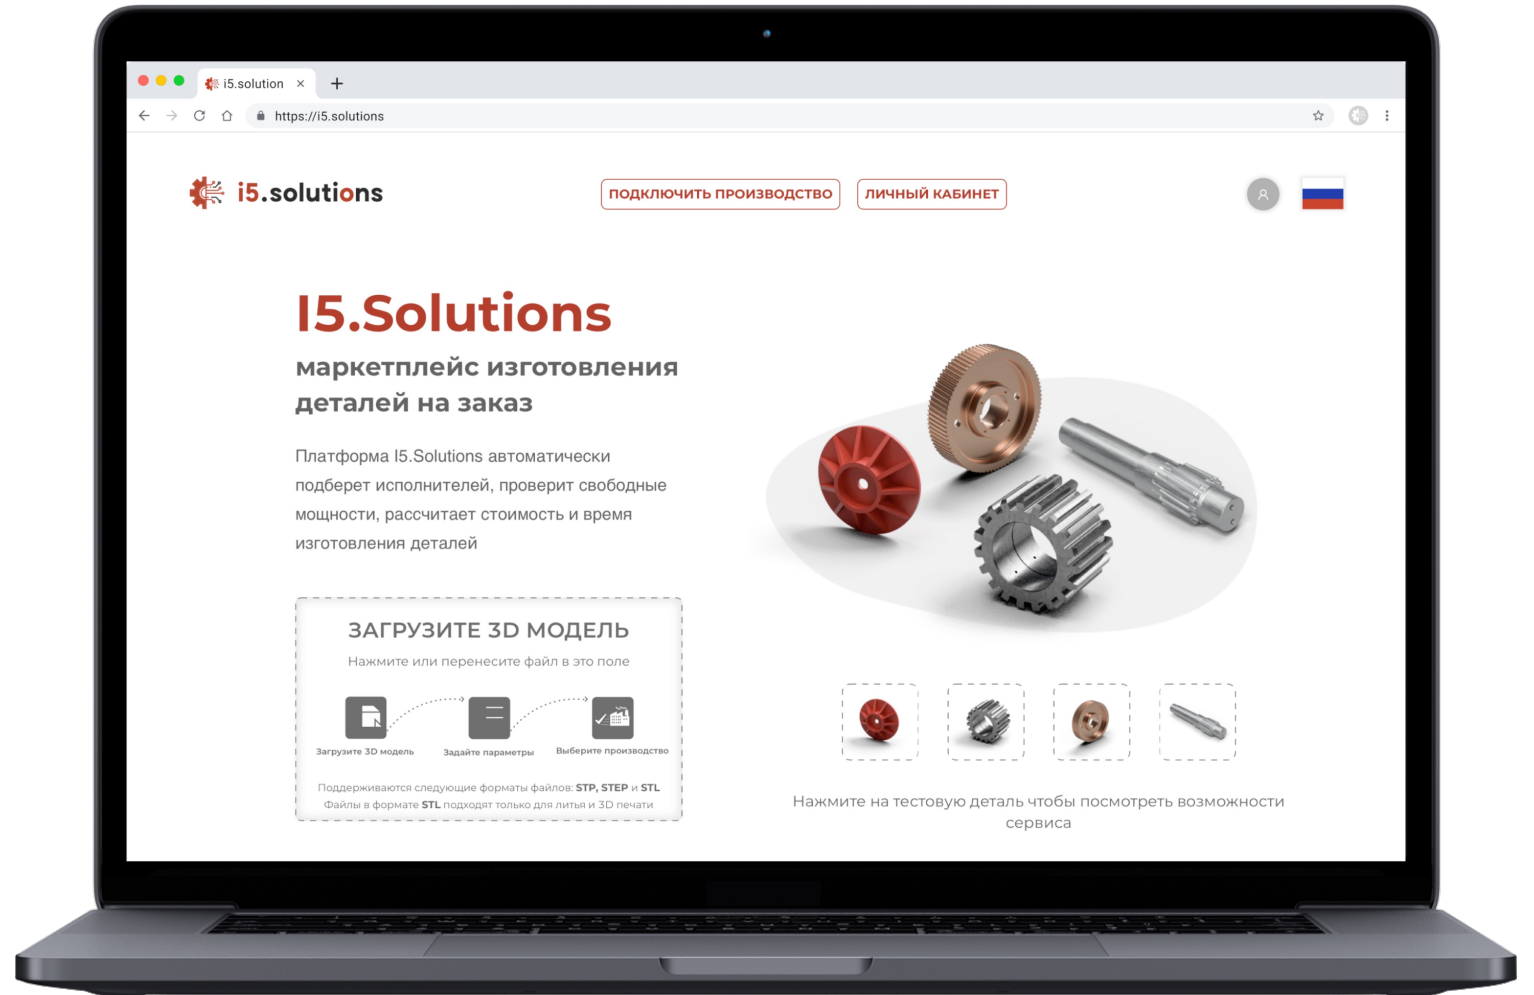 i5.solution
https://i5.solutions
i5.solutions
ПОДКЛЮЧИТЬ ПРОИЗВОДСТВО
ЛИЧНЫЙ КАБИНЕТ
I5.Solutions
маркетплейс изготовления
деталей на заказ
Платформа I5.Solutions автоматически
подберет исполнителей, проверит свободные
мощности, рассчитает стоимость и время
изготовления деталей
ЗАГРУЗИТЕ 3D МОДЕЛЬ
Нажмите или перенесите файл в это поле
Загрузите 3D модель
Задайте параметры
Выберите производство
Поддерживаются следующие форматы файлов: STP, STEP и STL
Файлы в формате STL подходят только для литья и 3D печати
Нажмите на тестовую деталь чтобы посмотреть возможности
сервиса